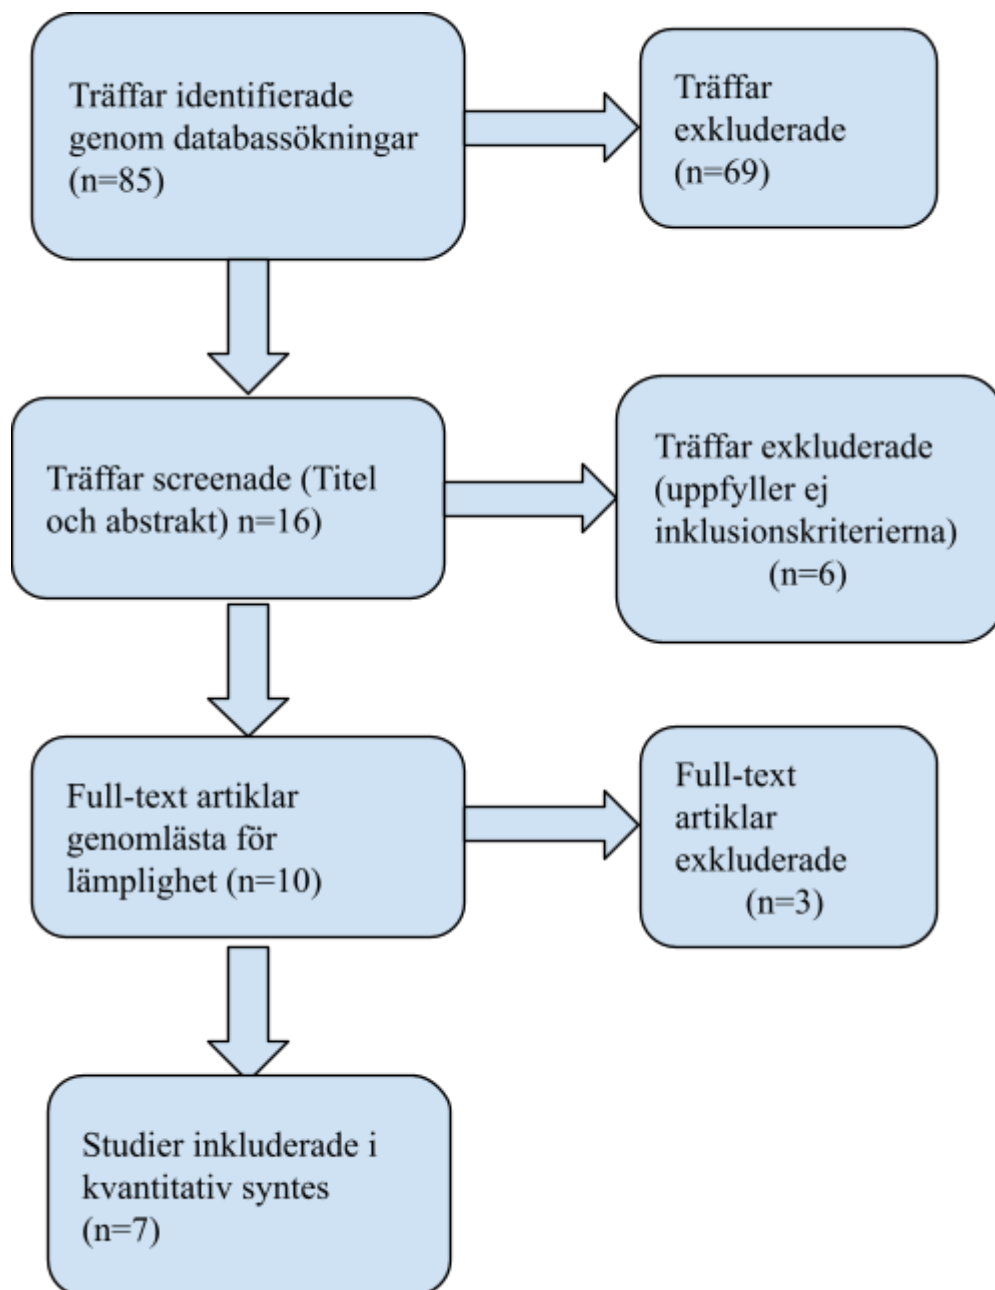 Träffar identifierade
genom databassökningar
(n=85)
Träffar
exkluderade
(n=69)
Träffar screenade (Titel
och abstrakt) n=16)
Träffar exkluderade
(uppfyller ej
inklusionskriterierna)
(n=6)
Full-text artiklar
genomlästa för
lämplighet (n=10)
Full-text
artiklar
exkluderade
(n=3)
Studier inkluderade i
kvantitativ syntes
(n=7)